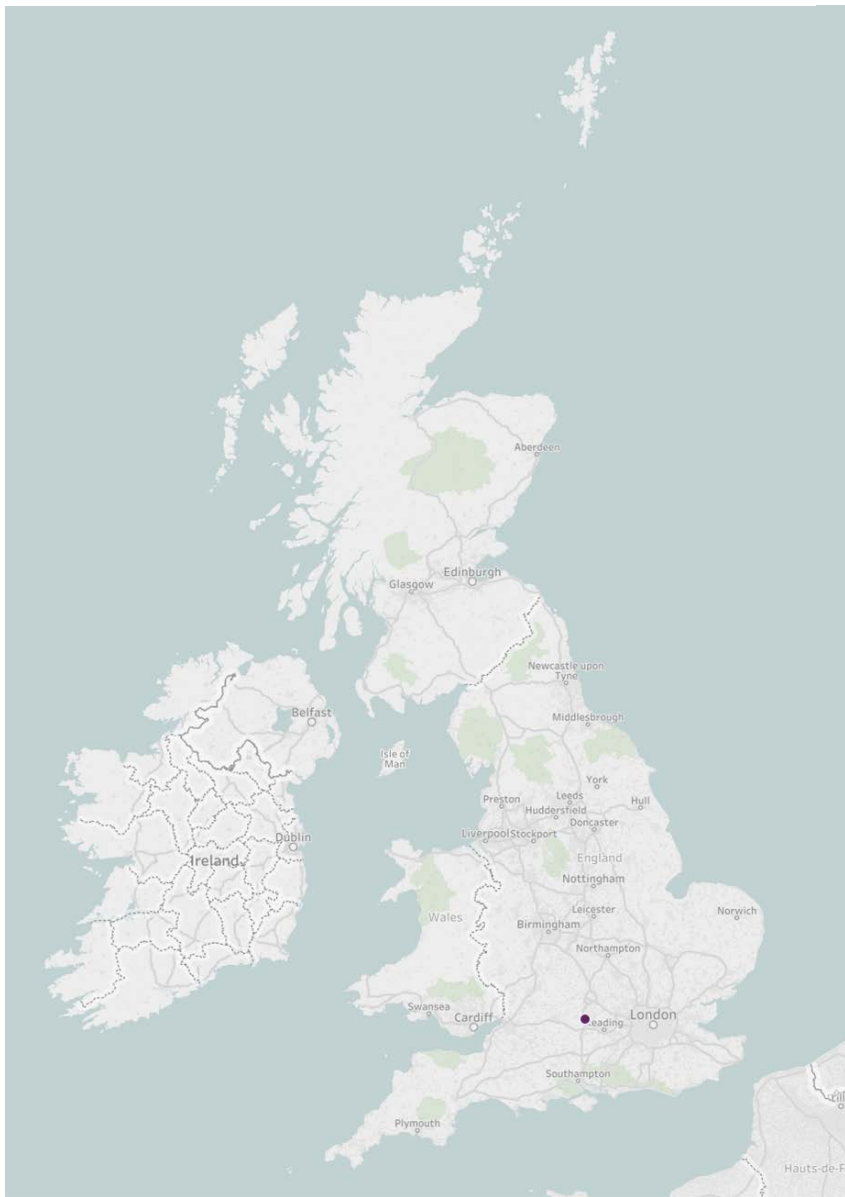 Aberdeen
Edinburgh
Glasgow
Newcastle upon
Tyne
Belfast
Middlesbrough
Isle of
Man
York
Preston
Leeds
Hull
Huddersfield
Doncaster
Dublin
Liverpool
Stockport
England
Ireland
Nottingham
Wales
Leicester
Norwich
Birmingham
Northampton
Swansea
Cardiff
London
eading
Southampton
Plymouth
Hauts-de-F